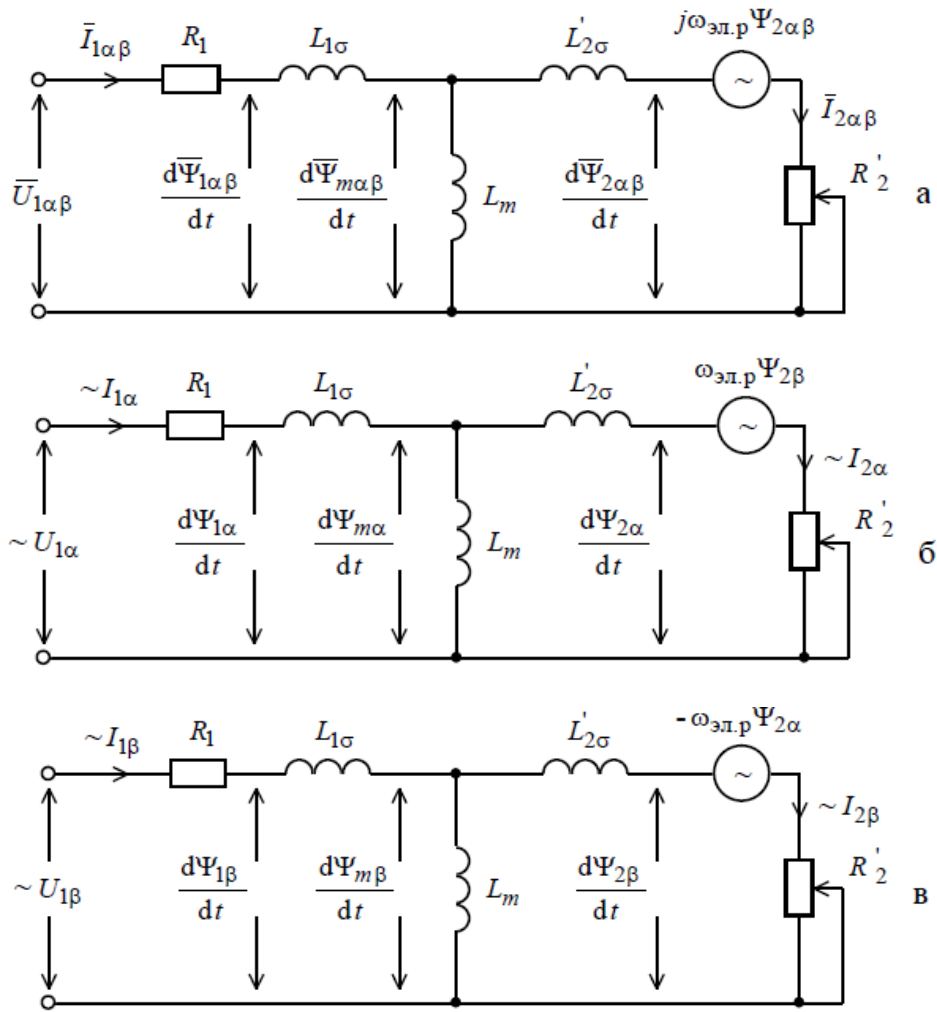 Ī₁αβ R₁ L₁σ L'₂σ jωэл.рΨ₂αβ
Ī₂αβ
Ū₁αβ dΨ̅₁αβ/dt dΨ̅mαβ/dt Lm dΨ̅₂αβ/dt R'₂ а
~ I₁α R₁ L₁σ L'₂σ ωэл.рΨ₂β
~ I₂α
~ U₁α dΨ₁α/dt dΨmα/dt Lm dΨ₂α/dt R'₂ б
~ I₁β R₁ L₁σ L'₂σ -ωэл.рΨ₂α
~ I₂β
~ U₁β dΨ₁β/dt dΨmβ/dt Lm dΨ₂β/dt R'₂ в